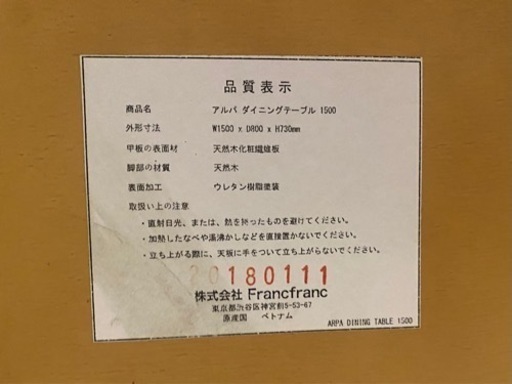 品質表示
商品名 アルパ ダイニングテーブル 1500
外形寸法 W1500 x D800 x H730mm
甲板の表面材 天然木化粧繊維板
脚部の材質 天然木
表面加工 ウレタン樹脂塗装
取扱い上の注意
・直射日光、または、熱を持ったものを避けてください。
・加熱したなべや湯沸かしなどを直接置かないでください。
・立ち上がる際に、天板に手をついて立ち上がらないでください。
20180111
株式会社 Francfranc
東京都渋谷区神宮前5-53-67
原産国 ベトナム
ARPA DINING TABLE 1500